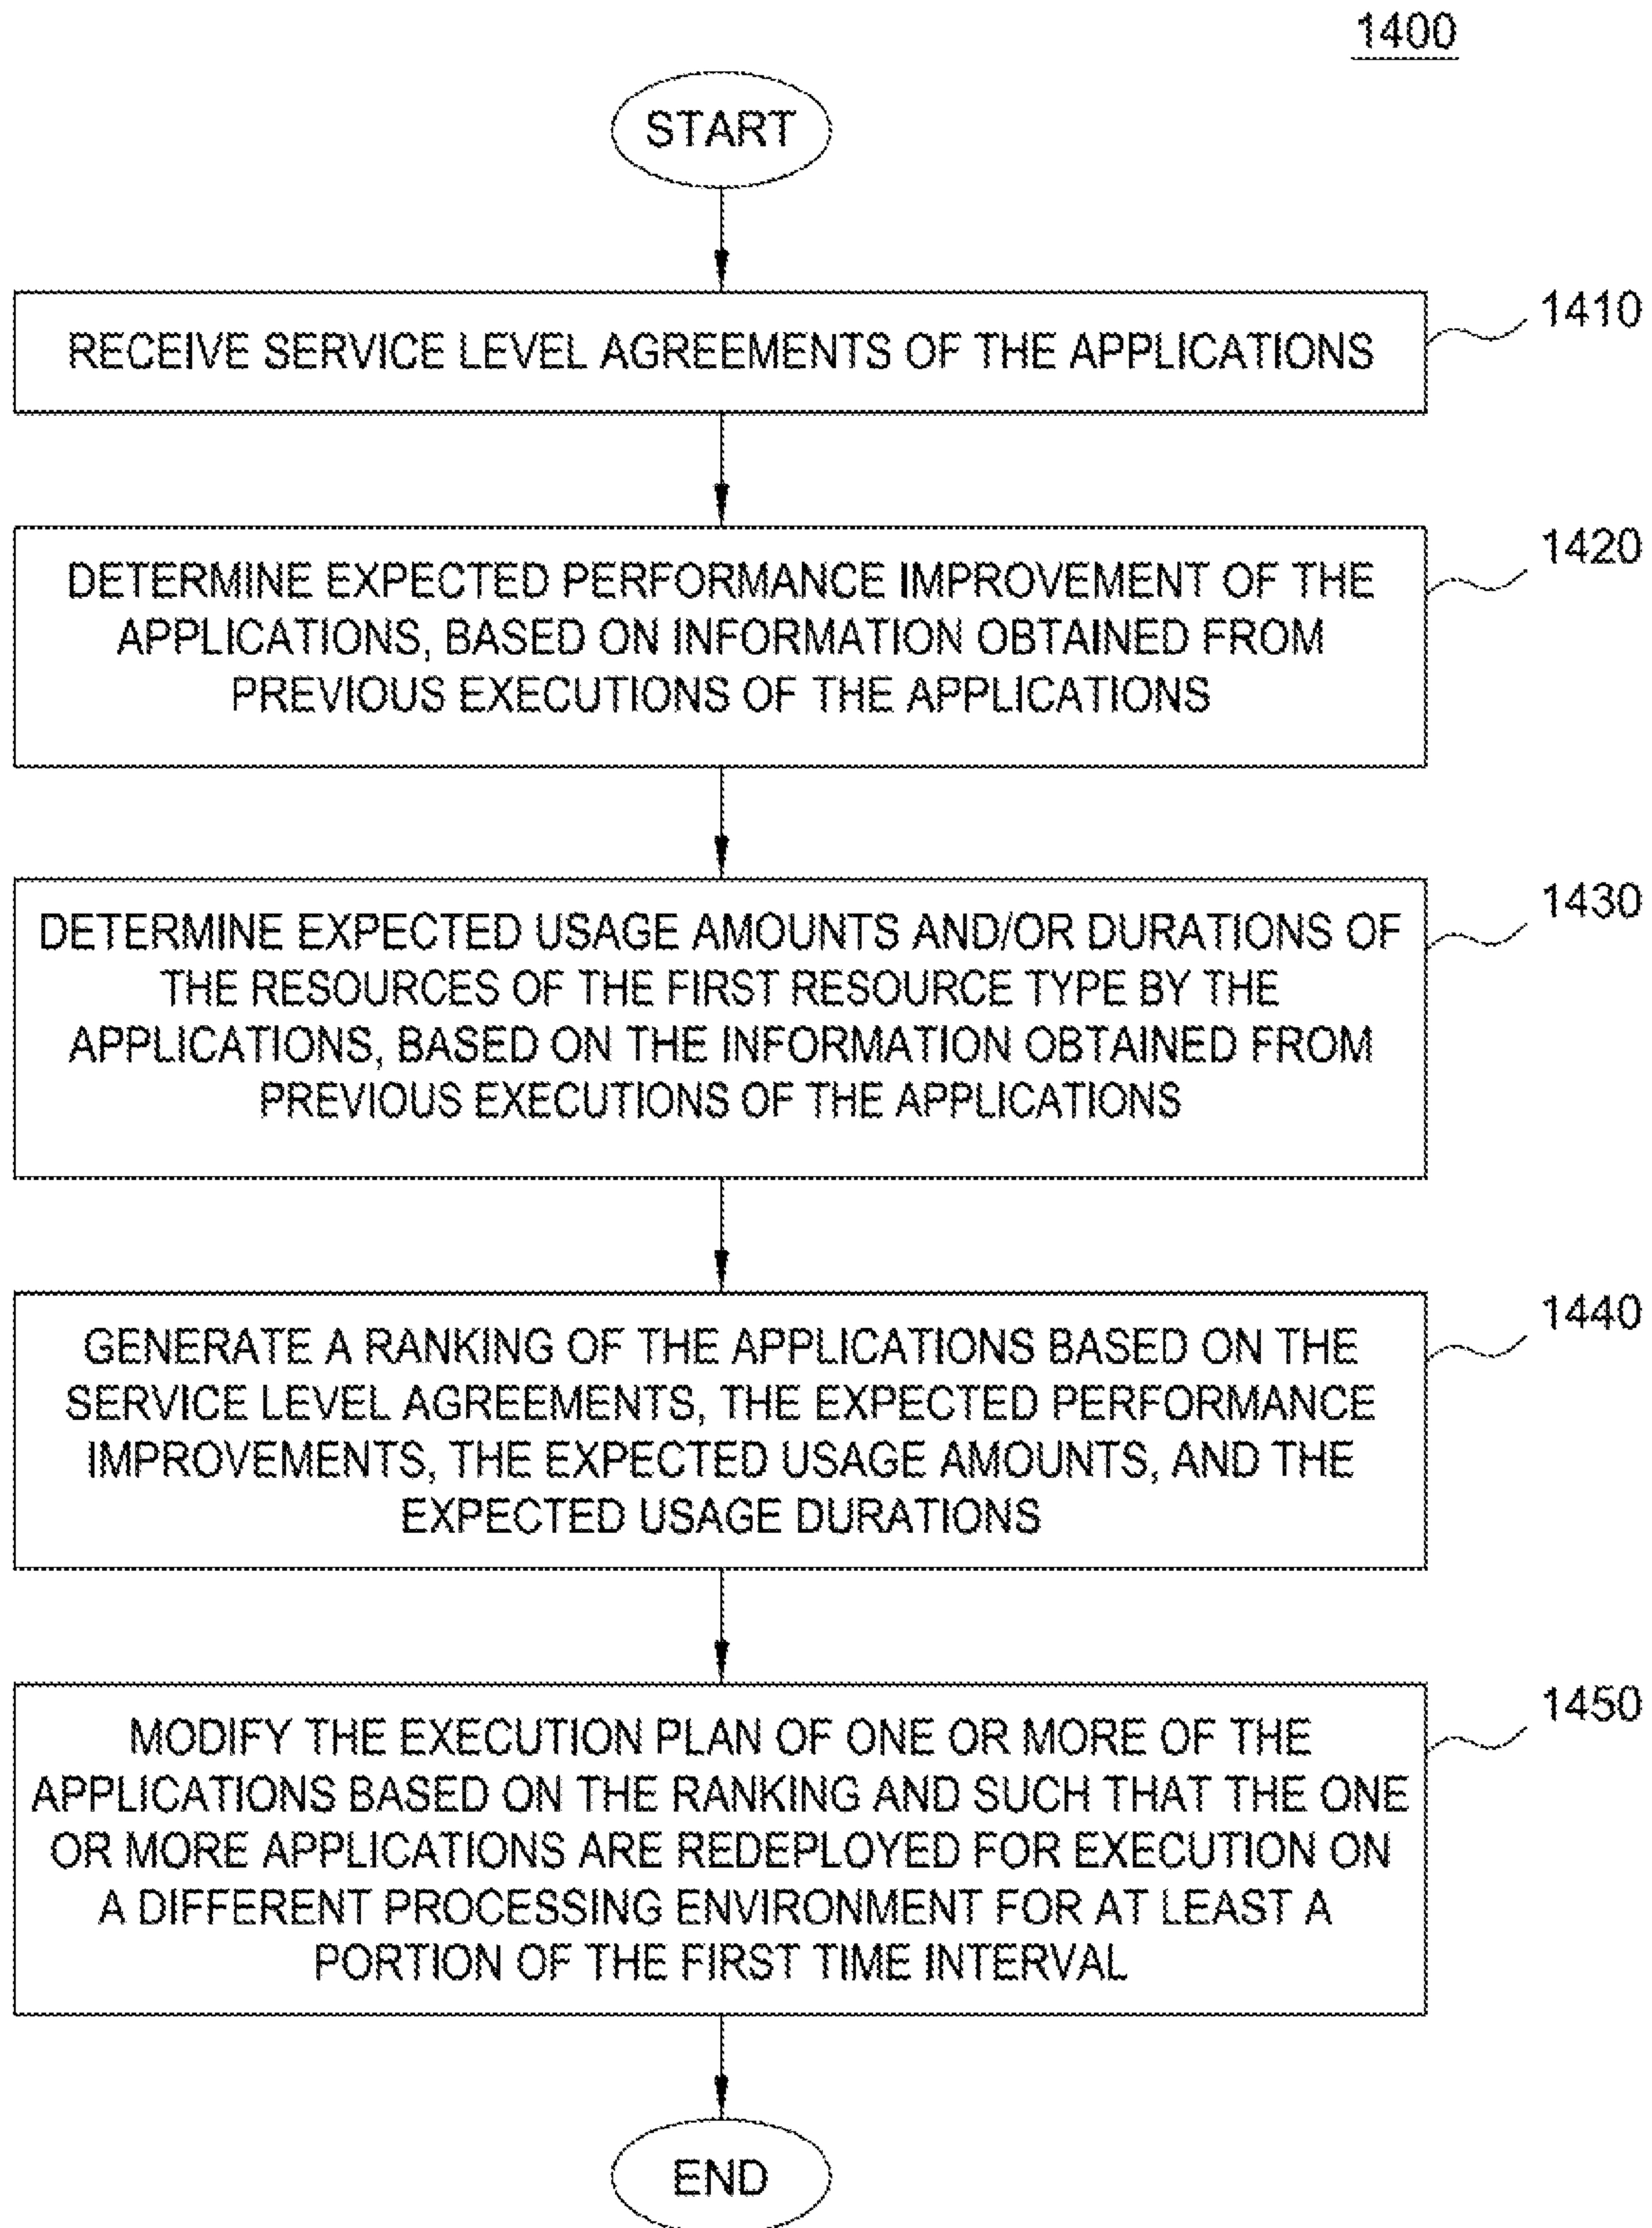 1400
START
RECEIVE SERVICE LEVEL AGREEMENTS OF THE APPLICATIONS
1410
DETERMINE EXPECTED PERFORMANCE IMPROVEMENT OF THE
APPLICATIONS, BASED ON INFORMATION OBTAINED FROM
PREVIOUS EXECUTIONS OF THE APPLICATIONS
1420
DETERMINE EXPECTED USAGE AMOUNTS AND/OR DURATIONS OF
THE RESOURCES OF THE FIRST RESOURCE TYPE BY THE
APPLICATIONS, BASED ON THE INFORMATION OBTAINED FROM
PREVIOUS EXECUTIONS OF THE APPLICATIONS
1430
GENERATE A RANKING OF THE APPLICATIONS BASED ON THE
SERVICE LEVEL AGREEMENTS, THE EXPECTED PERFORMANCE
IMPROVEMENTS, THE EXPECTED USAGE AMOUNTS, AND THE
EXPECTED USAGE DURATIONS
1440
MODIFY THE EXECUTION PLAN OF ONE OR MORE OF THE
APPLICATIONS BASED ON THE RANKING AND SUCH THAT THE ONE
OR MORE APPLICATIONS ARE REDEPLOYED FOR EXECUTION ON
A DIFFERENT PROCESSING ENVIRONMENT FOR AT LEAST A
PORTION OF THE FIRST TIME INTERVAL
1450
END